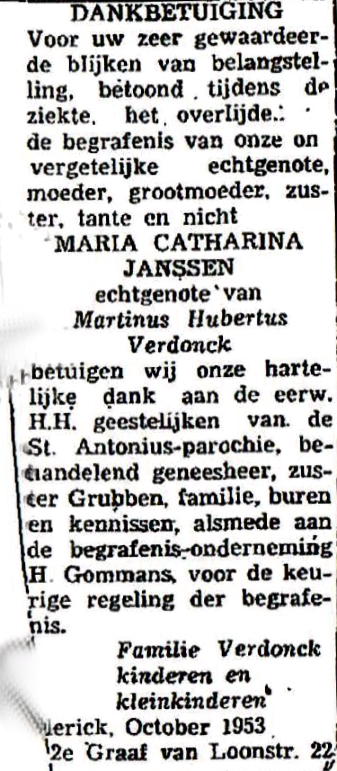 DANKBETUIGING
Voor uw zeer gewaardeer-
de blijken van belangstel-
ling, betoond tijdens de
ziekte, het overlijde
de begrafenis van onze on
vergetelijke echtgenote,
moeder, grootmoeder, zus-
ter, tante en nicht
MARIA CATHARINA
JANSSEN
echtgenote van
Martinus Hubertus
Verdonck
betuigen wij onze harte-
lijke dank aan de eerw.
H.H. geestelijken van de
St. Antonius-parochie, be-
handelend geneesheer, zus-
ter Grubben, familie, buren
en kennissen, alsmede aan
de begrafenis-onderneming
H. Gommans, voor de keu-
rige regeling der begrafe-
nis.
Familie Verdonck
kinderen en
kleinkinderen
lerick, October 1953
2e Graaf van Loonstr. 22